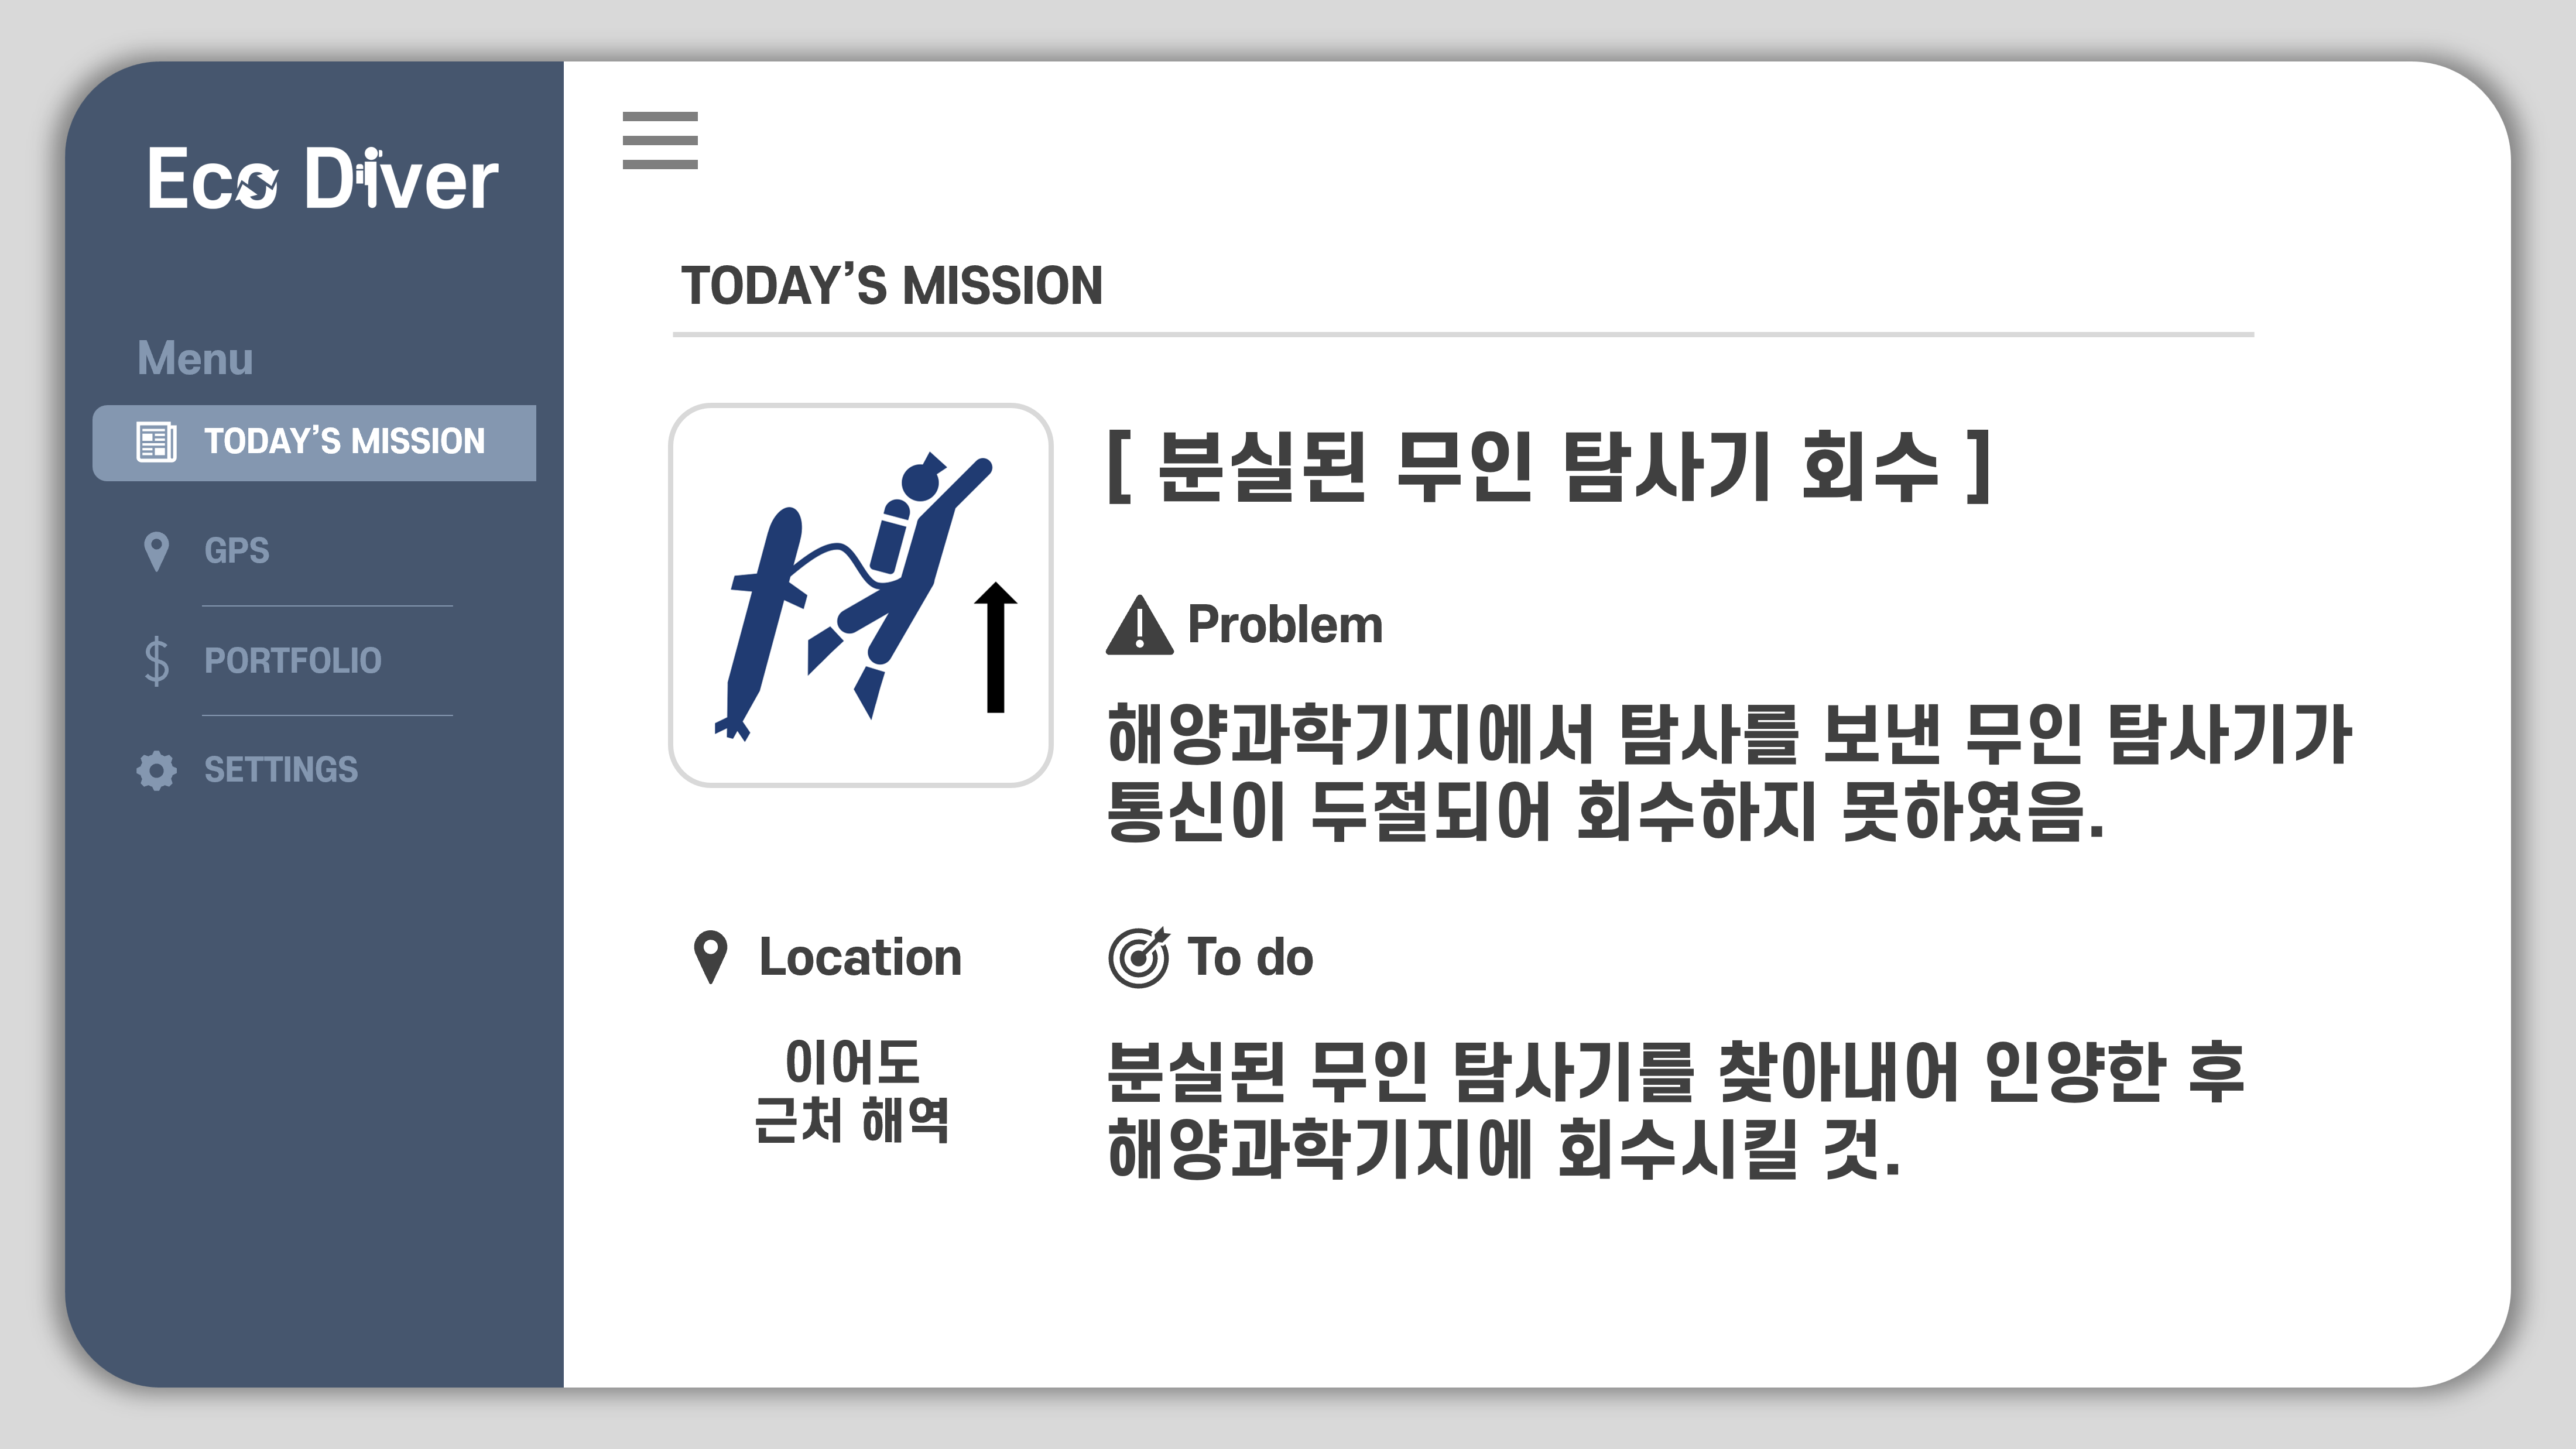 Eco Diver
Menu
TODAY’S MISSION
GPS
PORTFOLIO
SETTINGS
TODAY’S MISSION
[ 분실된 무인 탐사기 회수 ]
Problem
해양과학기지에서 탐사를 보낸 무인 탐사기가
통신이 두절되어 회수하지 못하였음.
Location
이어도
근처 해역
To do
분실된 무인 탐사기를 찾아내어 인양한 후
해양과학기지에 회수시킬 것.